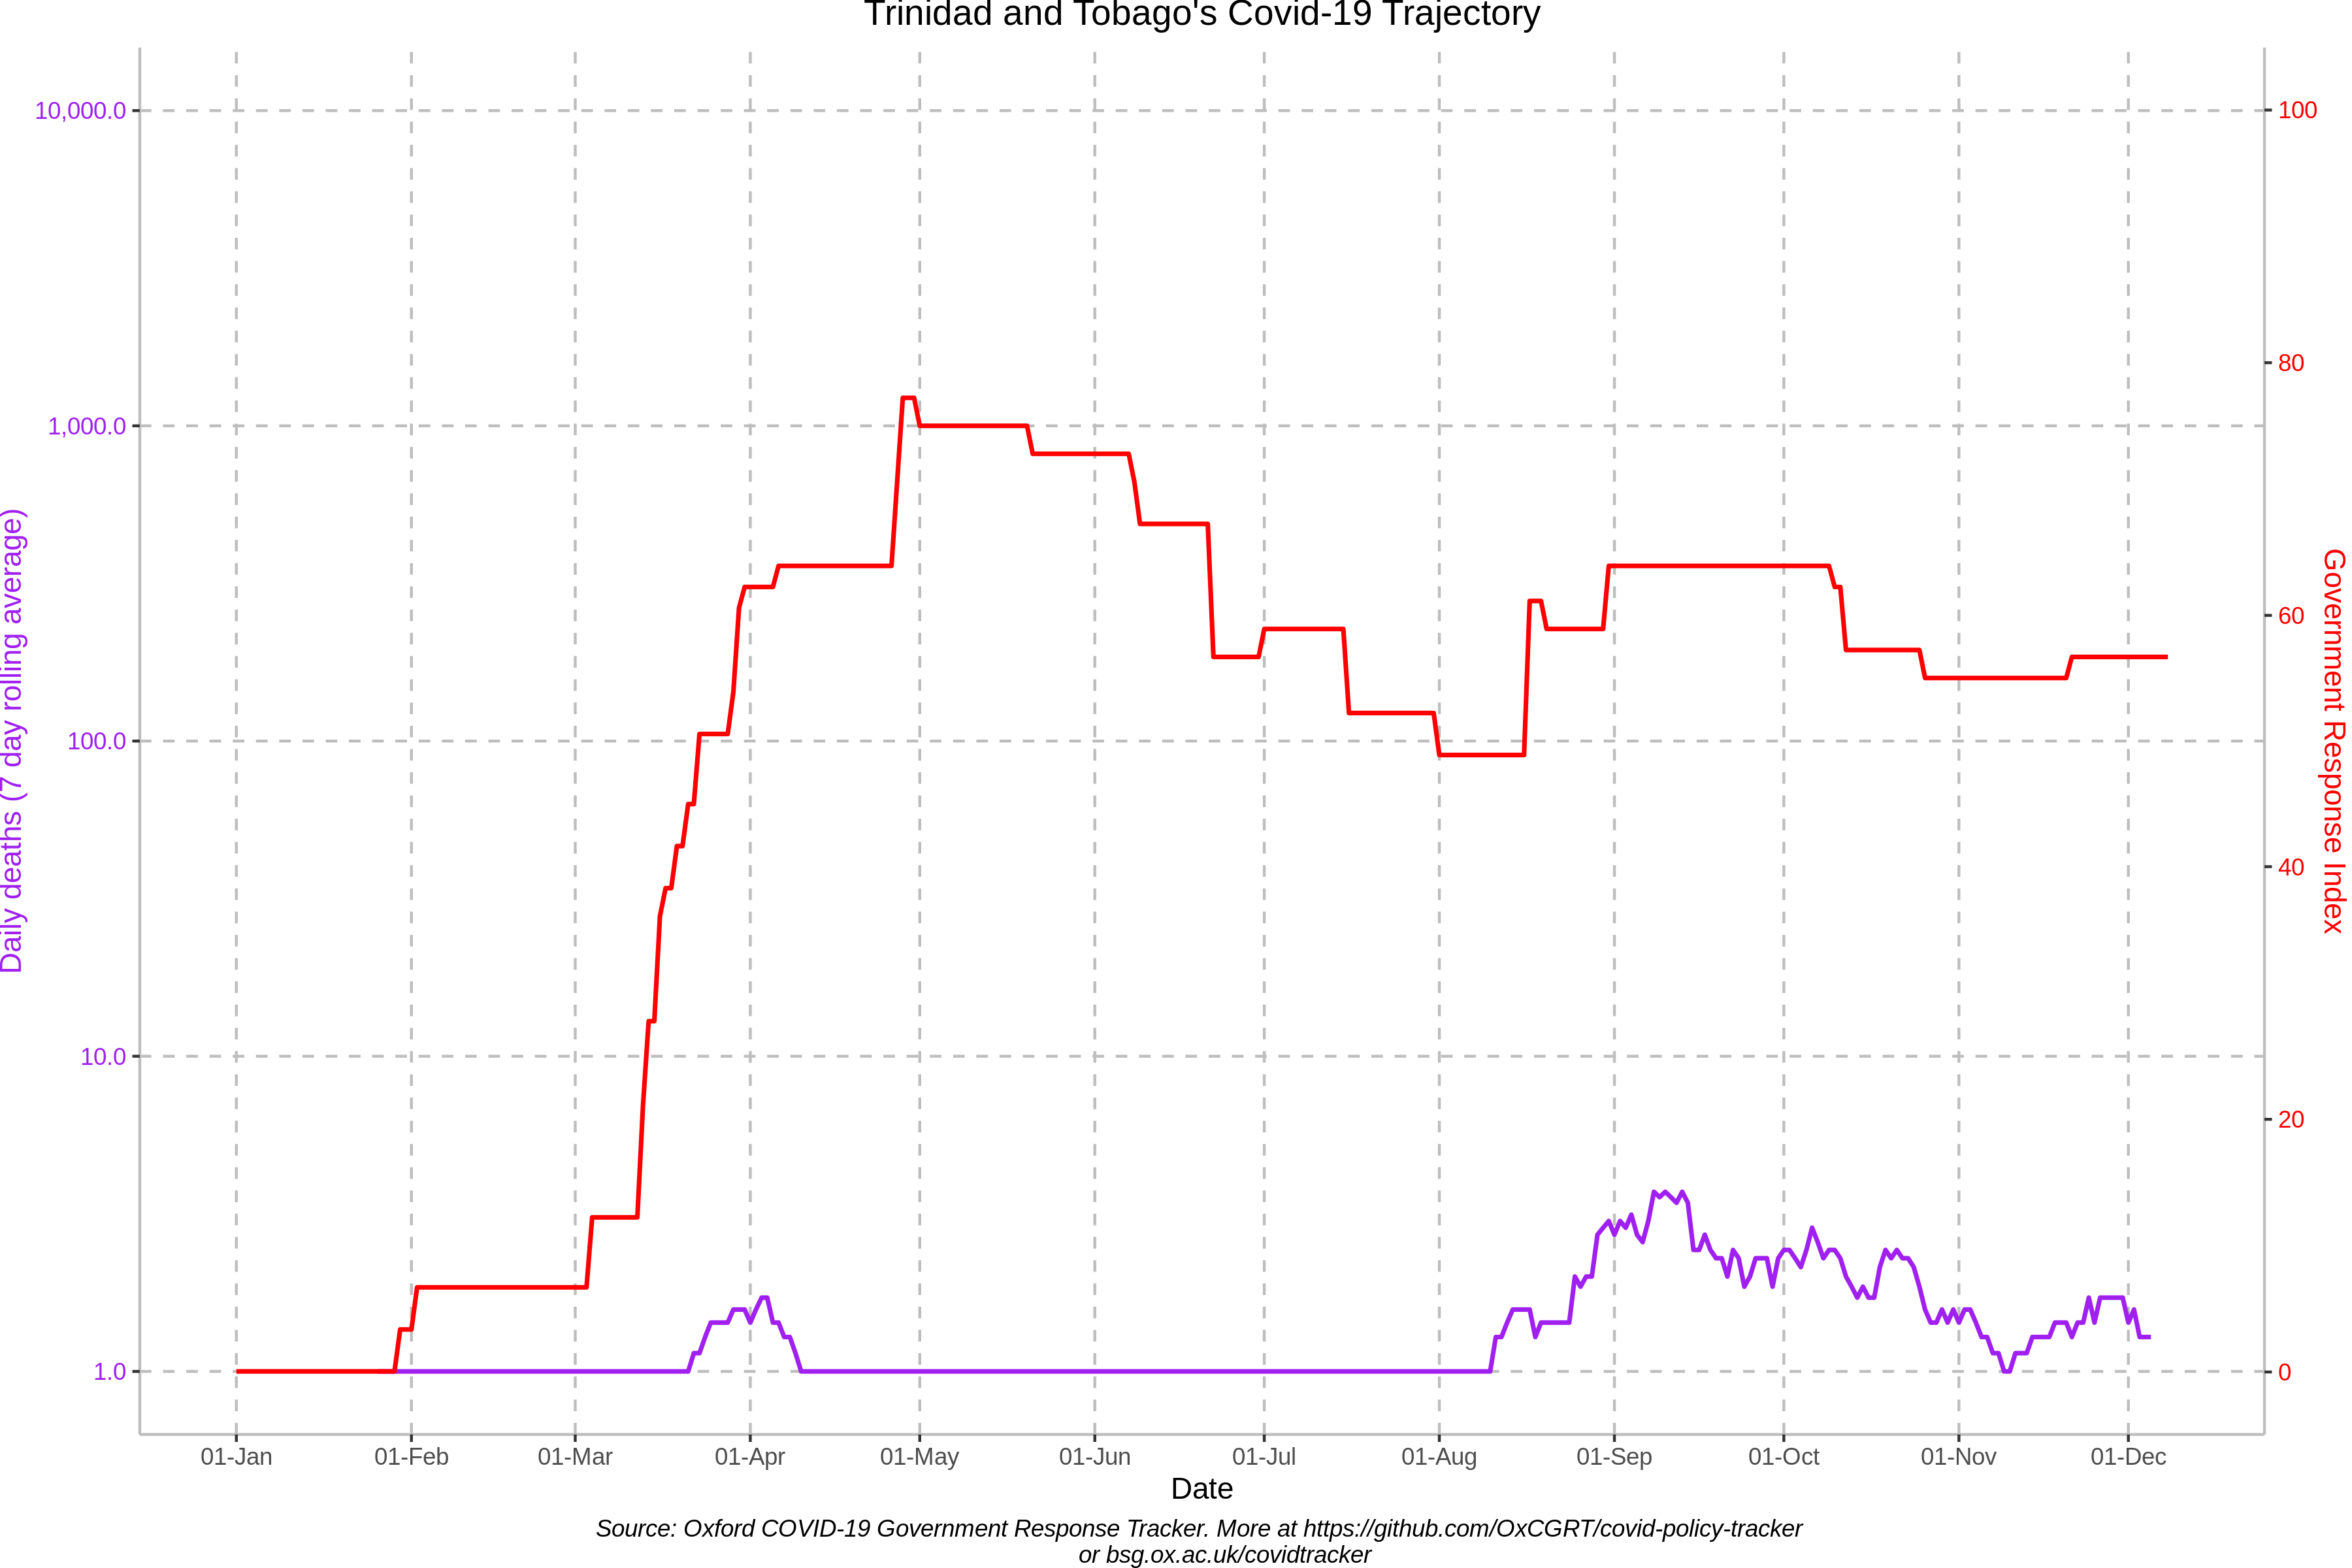 Trinidad and Tobago's Covid-19 Trajectory
10,000.0
1,000.0
100.0
10.0
1.0
Daily deaths (7 day rolling average)
100
80
60
40
20
0
Government Response Index
01-Jan 01-Feb 01-Mar 01-Apr 01-May 01-Jun 01-Jul 01-Aug 01-Sep 01-Oct 01-Nov 01-Dec
Date
Source: Oxford COVID-19 Government Response Tracker. More at https://github.com/OxCGRT/covid-policy-tracker
or bsg.ox.ac.uk/covidtracker